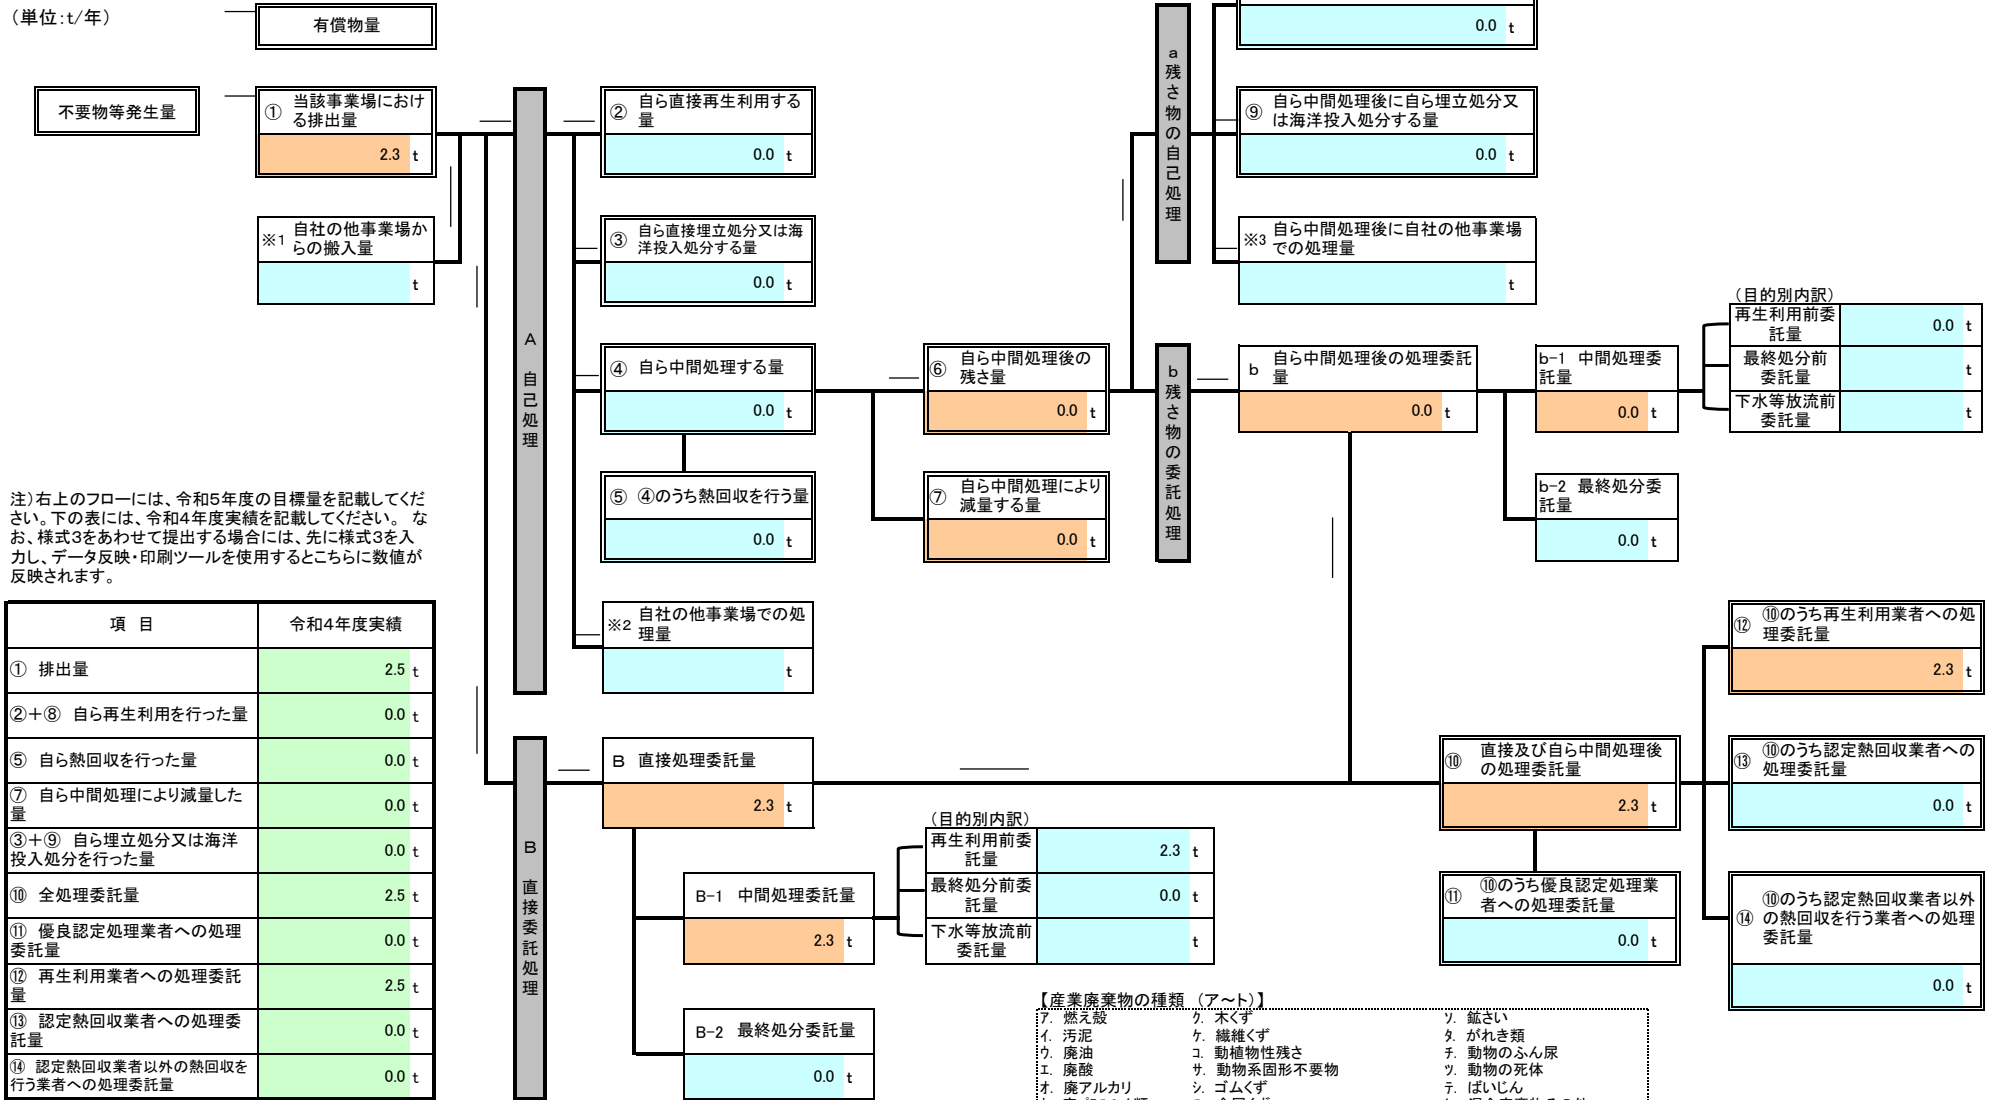 （単位：t/年）
有償物量
不要物等発生量
① 当該事業場におけ
る排出量
2.3 t
※1 自社の他事業場か
らの搬入量
t
A 自己処理
② 自ら直接再生利用する
量
0.0 t
③ 自ら直接埋立処分又は海
洋投入処分する量
0.0 t
④ 自ら中間処理する量
0.0 t
⑤ ④のうち熱回収を行う量
0.0 t
※2 自社の他事業場での処
理量
t
⑥ 自ら中間処理後の
残さ量
0.0 t
⑦ 自ら中間処理により
減量する量
0.0 t
a残さ物の自己処理
0.0 t
⑨ 自ら中間処理後に自ら埋立処分又
は海洋投入処分する量
0.0 t
※3 自ら中間処理後に自社の他事業場
での処理量
t
b残さ物の委託処理
b 自ら中間処理後の処理委託
量
0.0 t
b-1 中間処理委
託量
0.0 t
b-2 最終処分委
託量
0.0 t
（目的別内訳）
再生利用前委
託量
0.0 t
最終処分前
委託量
t
下水等放流前
委託量
t
注）右上のフローには、令和5年度の目標量を記載してくだ
さい。下の表には、令和4年度実績を記載してください。 な
お、様式3をあわせて提出する場合には、先に様式3を入
力し、データ反映・印刷ツールを使用するとこちらに数値が
反映されます。
項 目 令和4年度実績
① 排出量 2.5 t
②＋⑧ 自ら再生利用を行った量 0.0 t
⑤ 自ら熱回収を行った量 0.0 t
⑦ 自ら中間処理により減量した
量 0.0 t
③＋⑨ 自ら埋立処分又は海洋
投入処分を行った量 0.0 t
⑩ 全処理委託量 2.5 t
⑪ 優良認定処理業者への処理
委託量 0.0 t
⑫ 再生利用業者への処理委託
量 2.5 t
⑬ 認定熱回収業者への処理委
託量 0.0 t
⑭ 認定熱回収業者以外の熱回収を
行う業者への処理委託量 0.0 t
B 直接委託処理
B 直接処理委託量
2.3 t
B-1 中間処理委託量
2.3 t
B-2 最終処分委託量
0.0 t
（目的別内訳）
再生利用前委
託量
2.3 t
最終処分前委
託量
0.0 t
下水等放流前
委託量
t
⑩ 直接及び自ら中間処理後
の処理委託量
2.3 t
⑪ ⑩のうち優良認定処理業
者への処理委託量
0.0 t
⑫ ⑩のうち再生利用業者への処
理委託量
2.3 t
⑬ ⑩のうち認定熱回収業者への
処理委託量
0.0 t
⑭ ⑩のうち認定熱回収業者以外
の熱回収を行う業者への処理
委託量
0.0 t
【産業廃棄物の種類 （ア～ト）】
ア. 燃え殻 ク. 木くず ソ. 鉱さい
イ. 汚泥 ケ. 繊維くず タ. がれき類
ウ. 廃油 コ. 動植物性残さ チ. 動物のふん尿
エ. 廃酸 サ. 動物系固形不要物 ツ. 動物の死体
オ. 廃アルカリ シ. ゴムくず テ. ばいじん